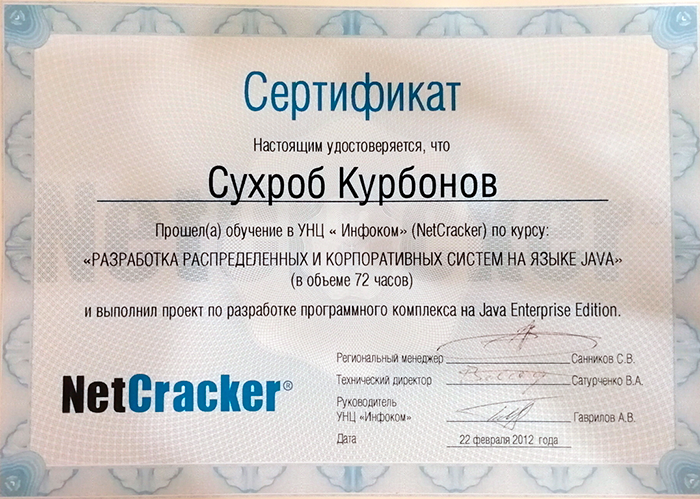 Сертификат
Настоящим удостоверяется, что
Сухроб Курбонов
Прошел(а) обучение в УНЦ « Инфоком» (NetCracker) по курсу:
«РАЗРАБОТКА РАСПРЕДЕЛЕННЫХ И КОРПОРАТИВНЫХ СИСТЕМ НА ЯЗЫКЕ JAVA»
(в объеме 72 часов)
и выполнил проект по разработке программного комплекса на Java Enterprise Edition.
Региональный менеджер Санников С.В.
Технический директор Сатурченко В.А.
Руководитель
УНЦ «Инфоком» Гаврилов А.В.
Дата 22 февраля 2012 года
NetCracker®